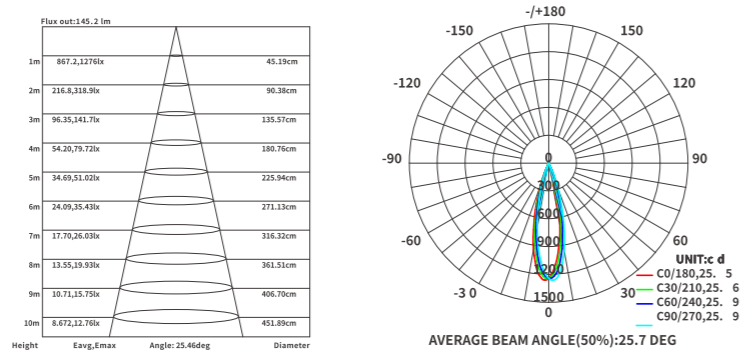 Flux out:145.2 lm
1m 867.2,1276lx 45.19cm
2m 216.8,318.9lx 90.38cm
3m 96.35,141.7lx 135.57cm
4m 54.20,79.72lx 180.76cm
5m 34.69,51.02lx 225.94cm
6m 24.09,35.43lx 271.13cm
7m 17.70,26.03lx 316.32cm
8m 13.55,19.93lx 361.51cm
9m 10.71,15.75lx 406.70cm
10m 8.672,12.76lx 451.89cm
Height Eavg,Emax Angle: 25.46deg Diameter
-/+180
-150 150
-120 120
-90 0 90
300
600
-60 60
900
UNIT:c d
1200
C0/180,25. 5
C30/210,25. 6
-3 0 1500 30
C60/240,25. 9
0
C90/270,25. 9
AVERAGE BEAM ANGLE(50%):25.7 DEG